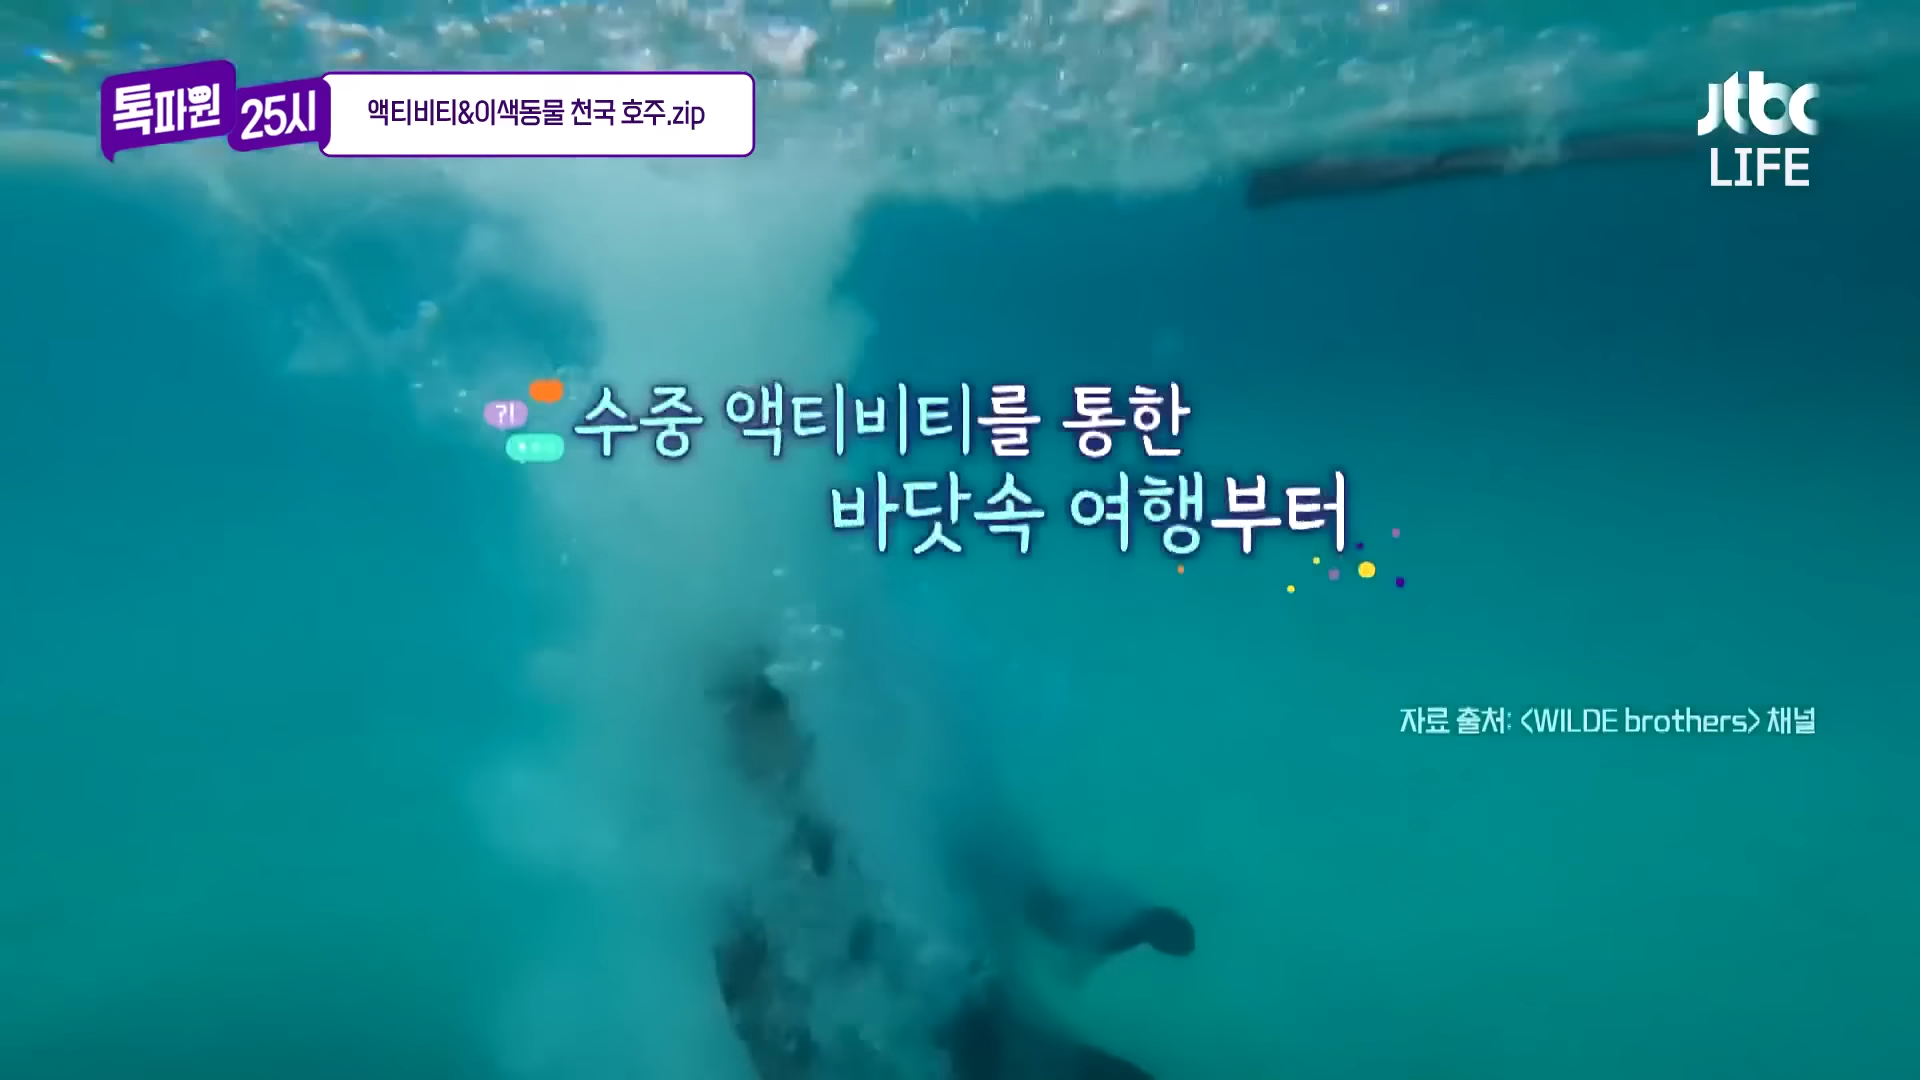 톡파원 25시
액티비티&이색동물 천국 호주.zip
jtbc
LIFE
?!
수중 액티비티를 통한
바닷속 여행부터
자료 출처: <WILDE brothers> 채널